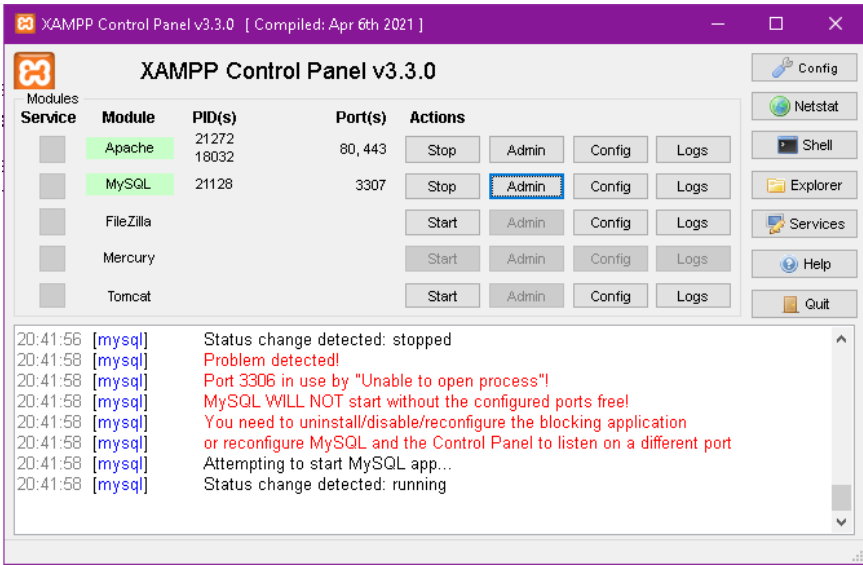 XAMPP Control Panel v3.3.0 [ Compiled: Apr 6th 2021 ]
XAMPP Control Panel v3.3.0
Config
Modules
Netstat
Service Module PID(s) Port(s) Actions
Apache 21272 18032 80, 443 Stop Admin Config Logs
Shell
MySQL 21128 3307 Stop Admin Config Logs
Explorer
FileZilla Start Admin Config Logs
Services
Mercury Start Admin Config Logs
Help
Tomcat Start Admin Config Logs
Quit
20:41:56 [mysql] Status change detected: stopped
20:41:58 [mysql] Problem detected!
20:41:58 [mysql] Port 3306 in use by "Unable to open process"!
20:41:58 [mysql] MySQL WILL NOT start without the configured ports free!
20:41:58 [mysql] You need to uninstall/disable/reconfigure the blocking application
20:41:58 [mysql] or reconfigure MySQL and the Control Panel to listen on a different port
20:41:58 [mysql] Attempting to start MySQL app...
20:41:58 [mysql] Status change detected: running